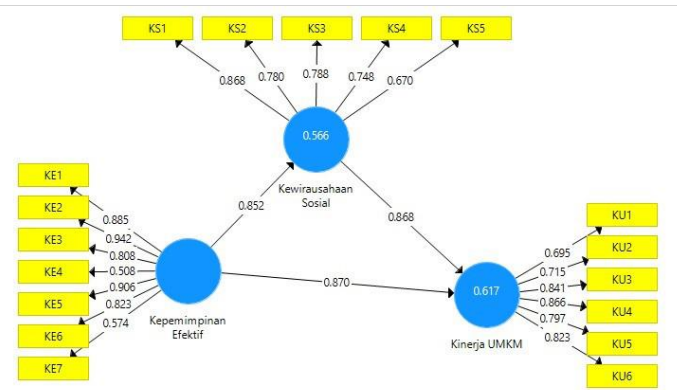 KS1 KS2 KS3 KS4 KS5
0.868 0.780 0.788 0.748 0.670
0.566
Kewirausahaan
Sosial
KE1
KE2
KE3
KE4
KE5
KE6
KE7
0.885
0.942
0.808
0.508
0.906
0.823
0.574
Kepemimpinan
Efektif
0.852
0.868
0.870
0.617
Kinerja UMKM
0.695
0.715
0.841
0.866
0.797
0.823
KU1
KU2
KU3
KU4
KU5
KU6